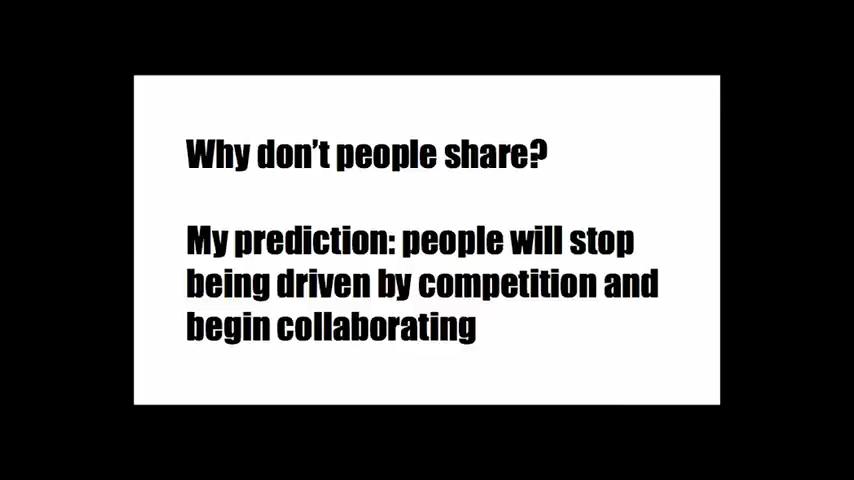 Why don’t people share?
My prediction: people will stop
being driven by competition and
begin collaborating